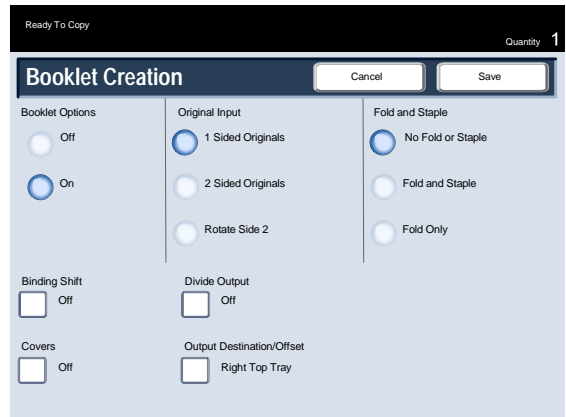 Ready To Copy
Quantity 1
Booklet Creation
Cancel
Save
Booklet Options
Off
On
Original Input
1 Sided Originals
2 Sided Originals
Rotate Side 2
Fold and Staple
No Fold or Staple
Fold and Staple
Fold Only
Binding Shift
Off
Divide Output
Off
Covers
Off
Output Destination/Offset
Right Top Tray